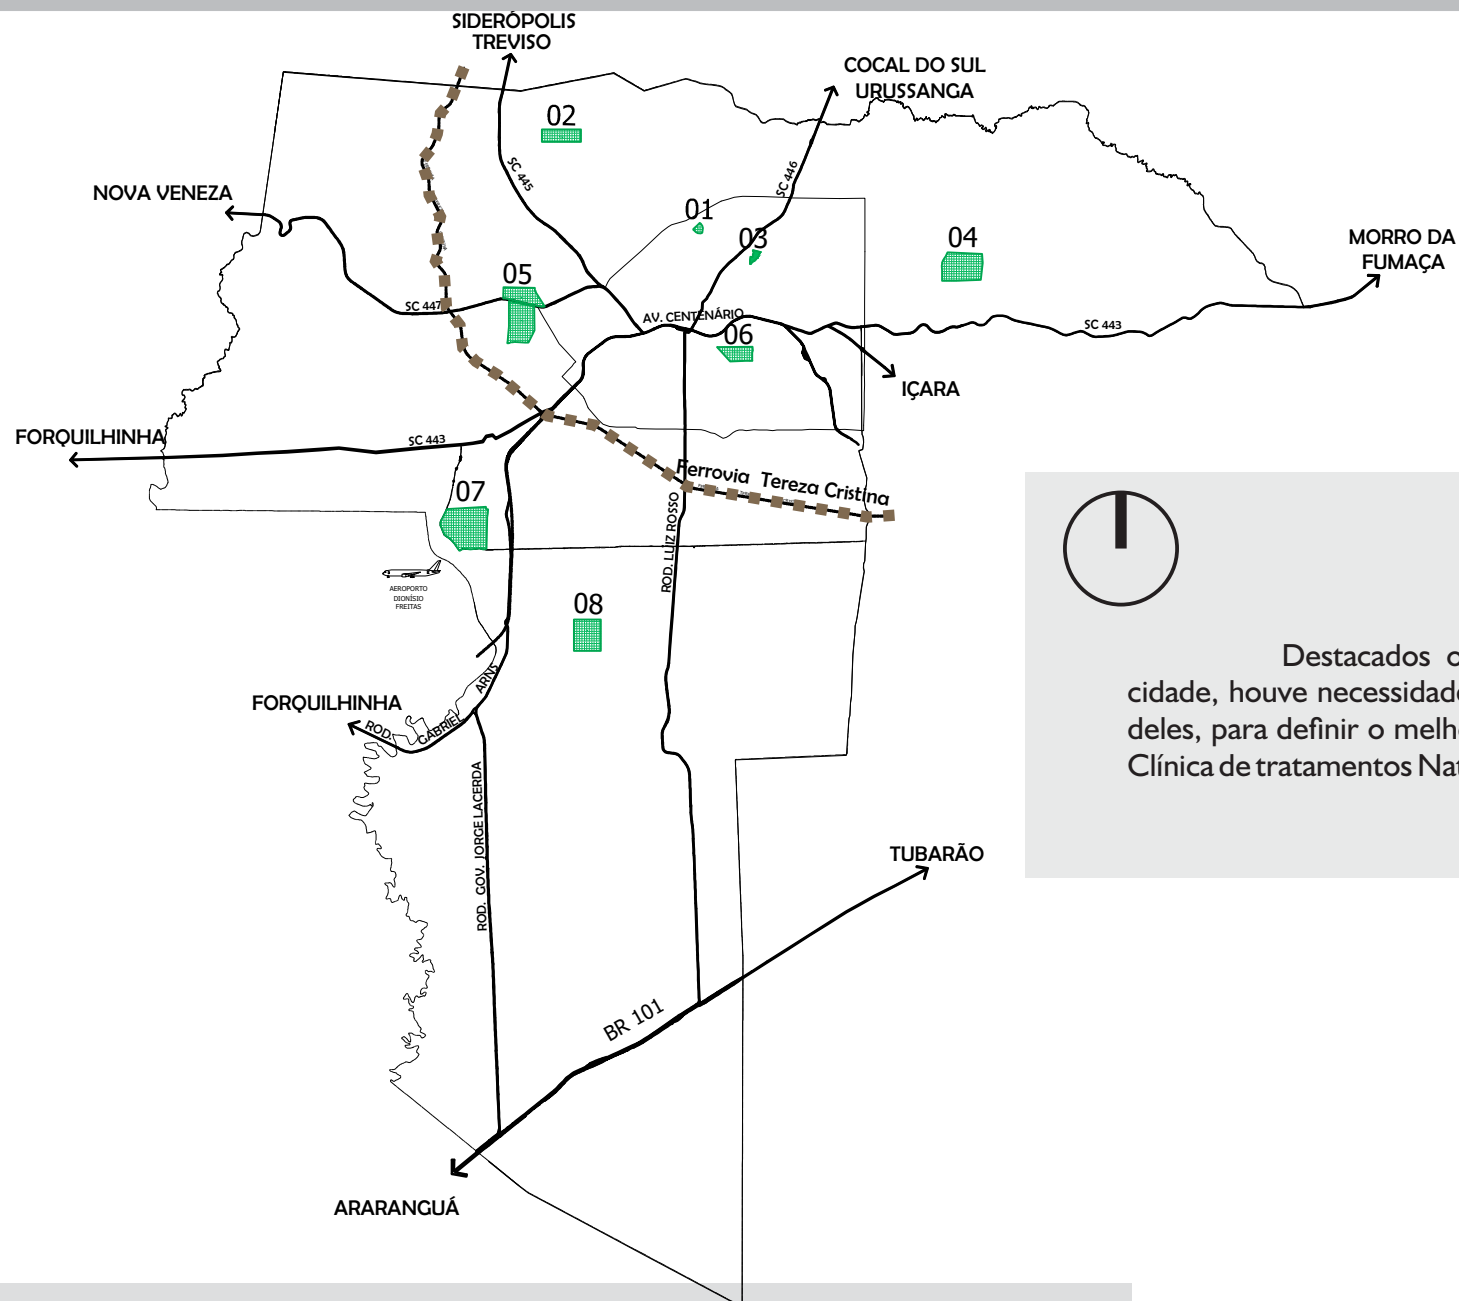 SIDERÓPOLIS
TREVISO
COCAL DO SUL
URUSSANGA
02
SC 445
SC 446
NOVA VENEZA
01
03
04
MORRO DA
FUMAÇA
05
SC 447
AV. CENTENÁRIO
06
SC 443
IÇARA
FORQUILHINHA
SC 443
Ferrovia Tereza Cristina
07
ROD. LUIZ ROSSO
AEROPORTO
DIONÍSIO
FREITAS
08
Destacados
cidade, houve
deles, para definir o
Clínica de tratamentos
FORQUILHINHA
ROD. GABRIEL ARNS
ROD. GOV. JORGE LACERDA
TUBARÃO
BR 101
ARARANGUÁ